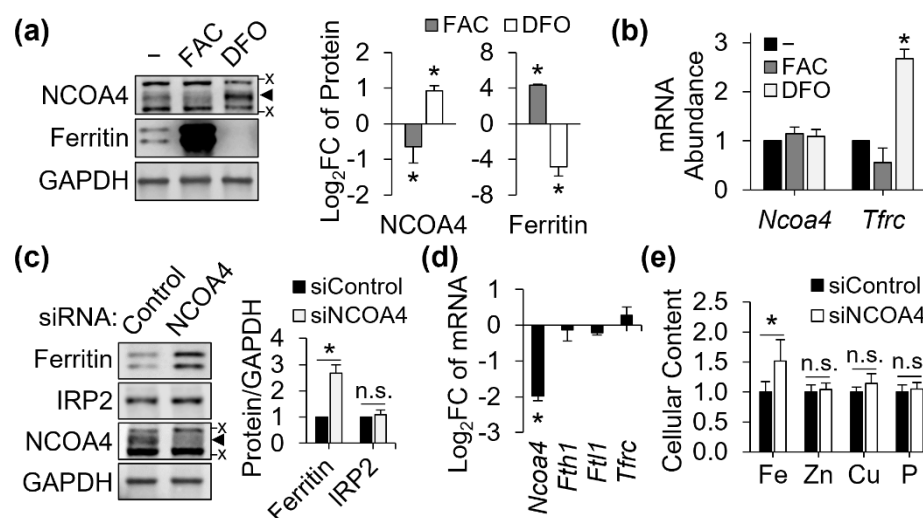 (a)
– FAC DFO
NCOA4
x
x
Ferritin
GAPDH
FAC DFO
Log2FC of Protein
2
1
0
-1
-2
*
*
NCOA4
8
4
0
-4
-8
*
*
Ferritin
(b)
–
FAC
DFO
mRNA
Abundance
3
2
1
0
*
Ncoa4 Tfrc
(c)
siRNA: Control NCOA4
Ferritin
IRP2
NCOA4
x
x
GAPDH
siControl
siNCOA4
Protein/GAPDH
4
3
2
1
0
*
n.s.
Ferritin
IRP2
(d)
Log2FC of mRNA
1
0
-1
-2
-3
*
Ncoa4
Fth1
Ftl1
Tfrc
(e)
siControl
siNCOA4
Cellular Content
2.5
2.0
1.5
1.0
0.5
0.0
*
n.s.
n.s.
n.s
Fe Zn Cu P